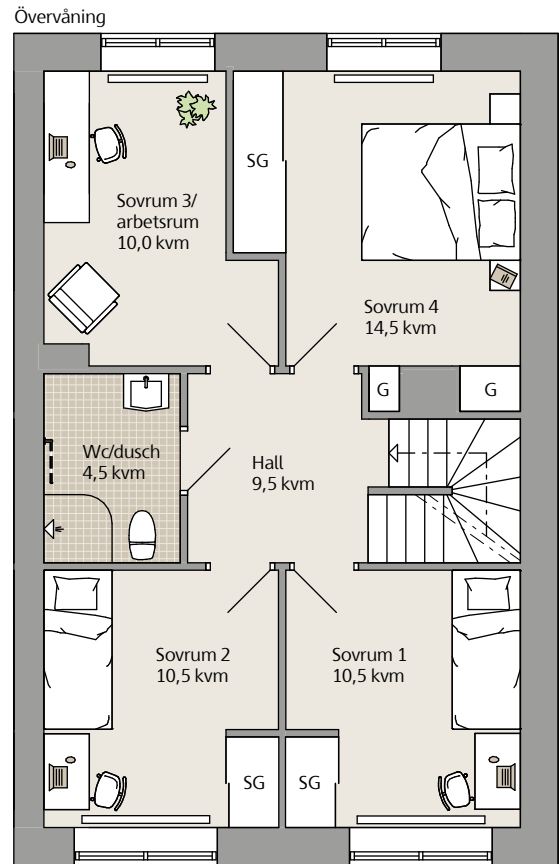 Övervåning
SG
Sovrum 3/
arbetsrum
10,0 kvm
Sovrum 4
14,5 kvm
G
G
Wc/dusch
4,5 kvm
Hall
9,5 kvm
Sovrum 2
10,5 kvm
Sovrum 1
10,5 kvm
SG
SG